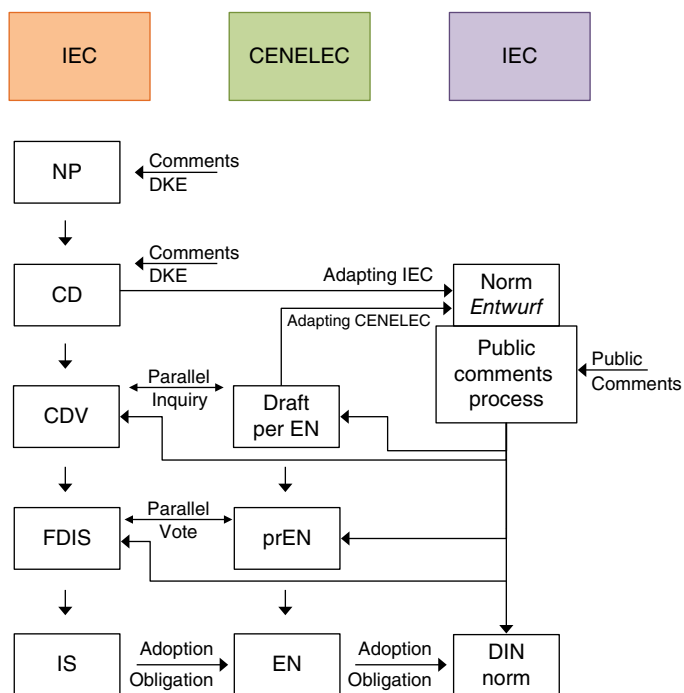 IEC
CENELEC
IEC
NP
Comments
DKE
CD
Comments
DKE
Adapting IEC
Norm
Entwurf
Adapting CENELEC
Public
comments
process
Public
Comments
CDV
Parallel
Inquiry
Draft
per EN
FDIS
Parallel
Vote
prEN
IS
Adoption
Obligation
EN
Adoption
Obligation
DIN
norm